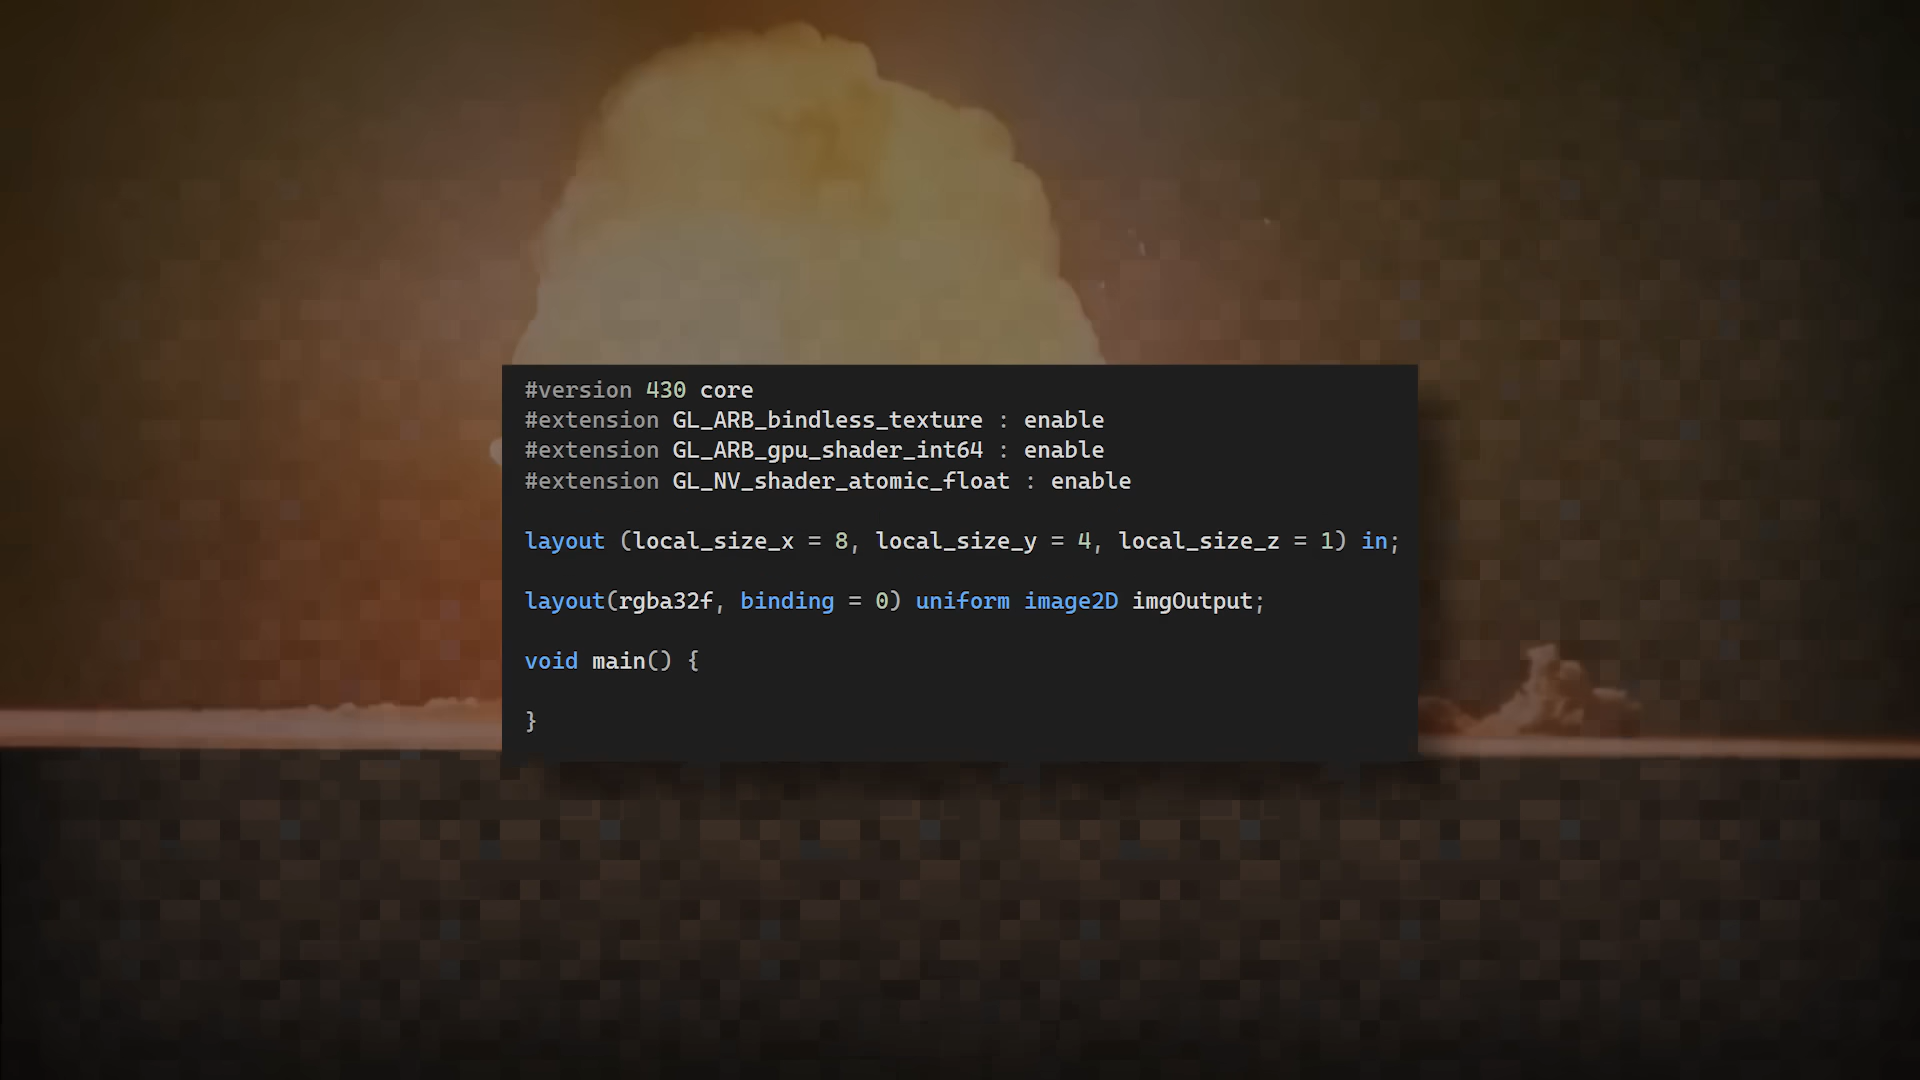 #version 430 core
#extension GL_ARB_bindless_texture : enable
#extension GL_ARB_gpu_shader_int64 : enable
#extension GL_NV_shader_atomic_float : enable
layout (local_size_x = 8, local_size_y = 4, local_size_z = 1) in;
layout(rgba32f, binding = 0) uniform image2D imgOutput;
void main() {
}